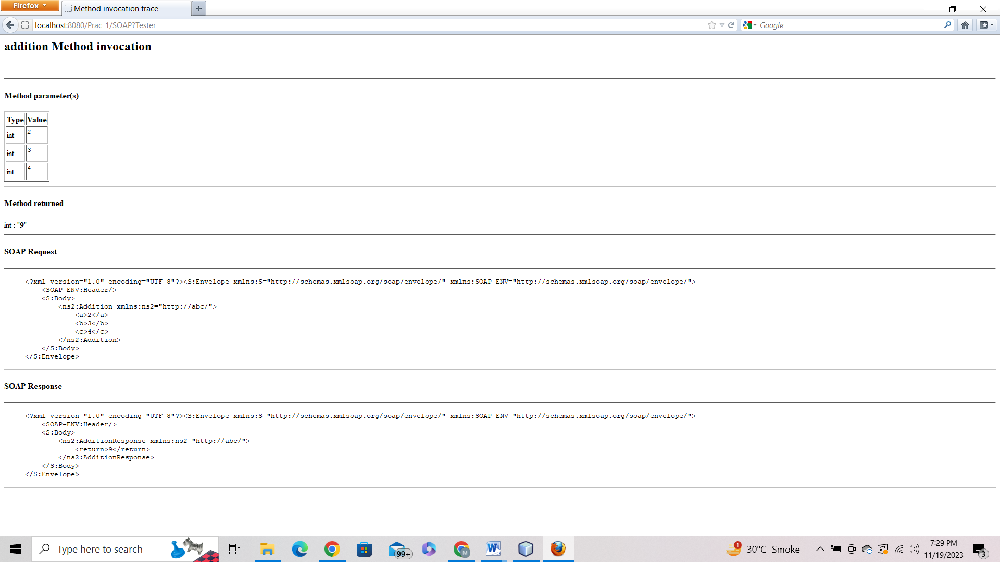 Firefox
Method invocation trace
localhost:8080/Prac_1/SOAP?Tester
Google
addition Method invocation
Method parameter(s)
Type Value
int 2
int 3
int 4
Method returned
int : "9"
SOAP Request
<?xml version="1.0" encoding="UTF-8"?><S:Envelope xmlns:S="http://schemas.xmlsoap.org/soap/envelope/" xmlns:SOAP-ENV="http://schemas.xmlsoap.org/soap/envelope/">
<SOAP-ENV:Header/>
<S:Body>
<ns2:Addition xmlns:ns2="http://abc/">
<a>2</a>
<b>3</b>
<c>4</c>
</ns2:Addition>
</S:Body>
</S:Envelope>
SOAP Response
<?xml version="1.0" encoding="UTF-8"?><S:Envelope xmlns:S="http://schemas.xmlsoap.org/soap/envelope/" xmlns:SOAP-ENV="http://schemas.xmlsoap.org/soap/envelope/">
<SOAP-ENV:Header/>
<S:Body>
<ns2:AdditionResponse xmlns:ns2="http://abc/">
<return>9</return>
</ns2:AdditionResponse>
</S:Body>
</S:Envelope>
Type here to search
99+
M
W
1
30°C Smoke
7:29 PM
11/19/2023
3